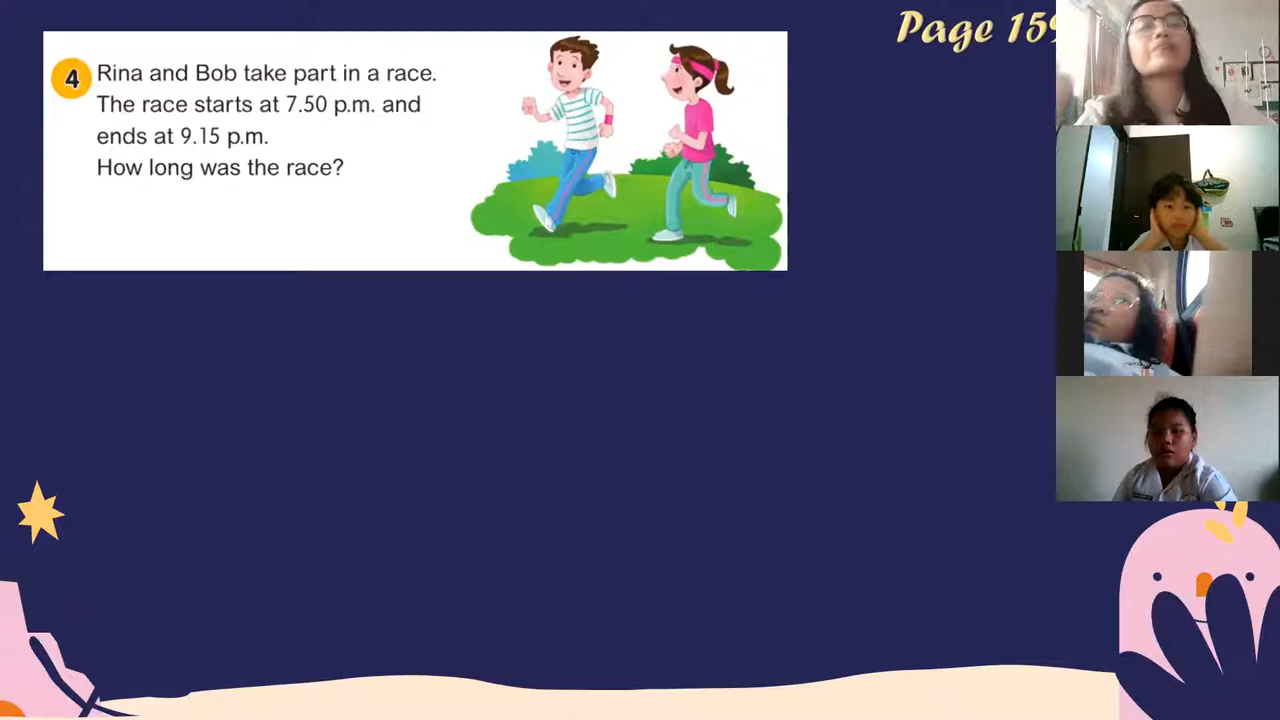 Page 159
4
Rina and Bob take part in a race.
The race starts at 7.50 p.m. and
ends at 9.15 p.m.
How long was the race?